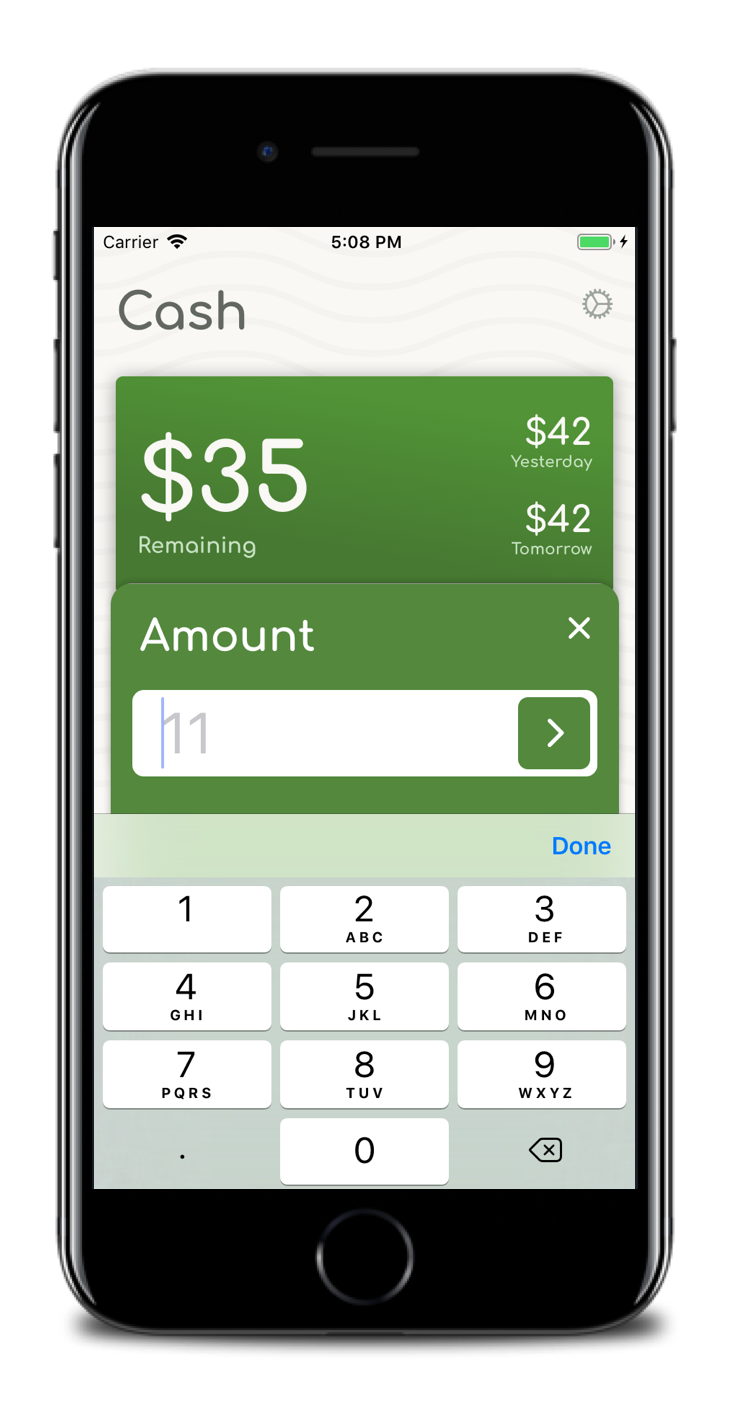 Carrier 5:08 PM
Cash
$35
Remaining
$42
Yesterday
$42
Tomorrow
Amount
11
Done
1
2
ABC
3
DEF
4
GHI
5
JKL
6
MNO
7
PQRS
8
TUV
9
WXYZ
.
0